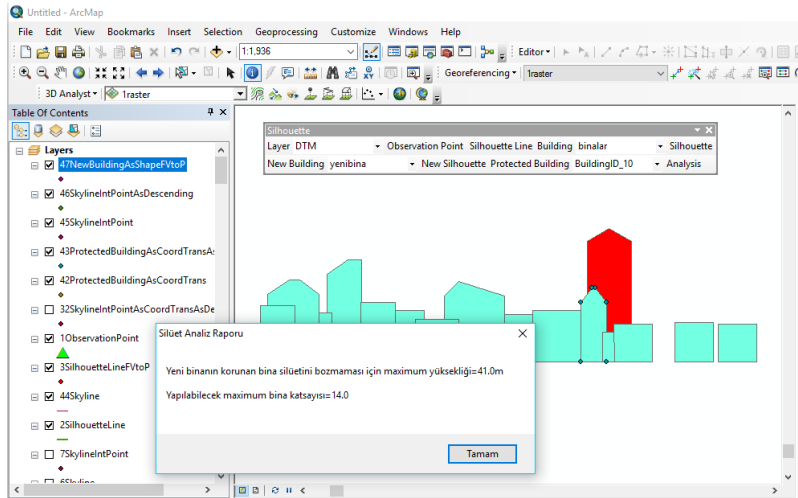 Untitled - ArcMap
File Edit View Bookmarks Insert Selection Geoprocessing Customize Windows Help
1:1.936 Editor
Georeferencing 1raster
3D Analyst 1raster
Table Of Contents
Layers
47NewBuildingAsShapeFVtoP
46SkylineIntPointAsDescending
45SkylineIntPoint
43ProtectedBuildingAsCoordTransAs
42ProtectedBuildingAsCoordTrans
32SkylineIntPointAsCoordTransAsDe
1ObservationPoint
3SilhouetteLineFVtoP
44Skyline
2SilhouetteLine
7SkylineIntPoint
6Skyline
Silhouette
Layer DTM Observation Point Silhouette Line Building binalar Silhouette
New Building yenibina New Silhouette Protected Building BuildingID_10 Analysis
Silüet Analiz Raporu
Yeni binanın korunan bina silüetini bozmaması için maximum yüksekliği=41.0m
Yapılabilecek maximum bina katsayısı=14.0
Tamam